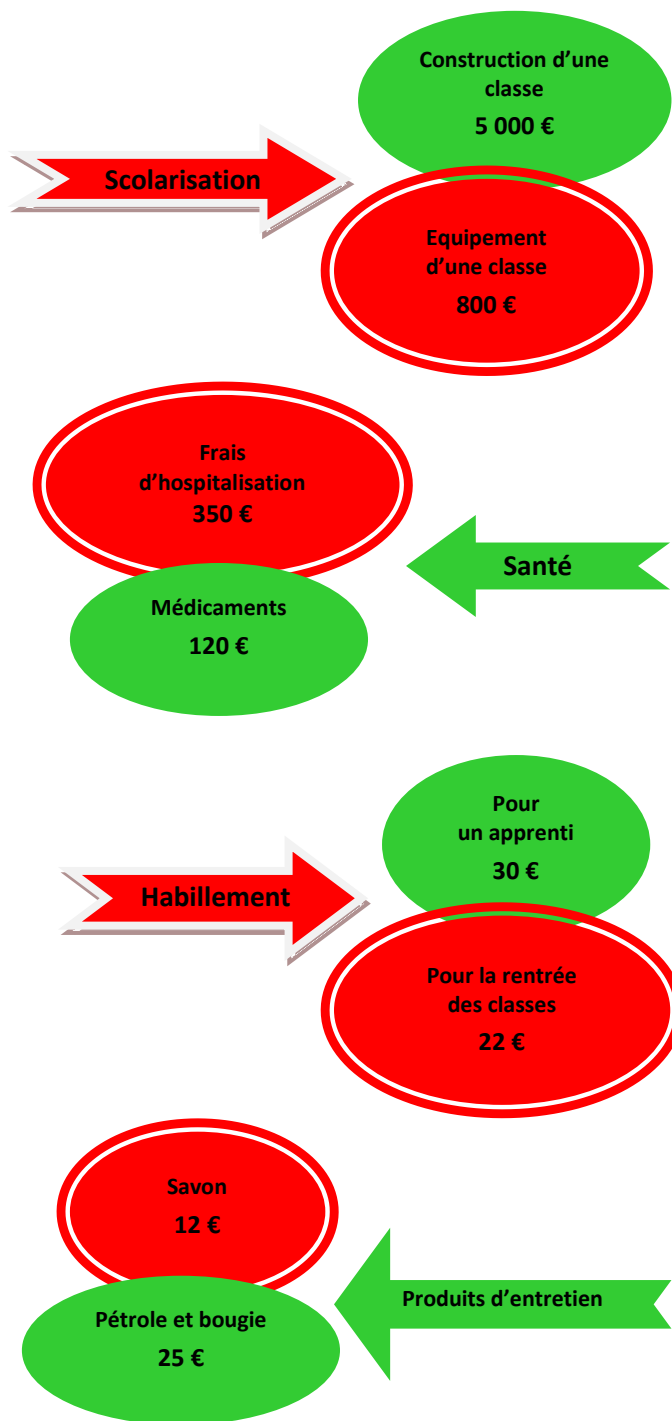 Construction d'une
classe
5 000 €
Scolarisation
Equipement
d'une classe
800 €
Frais
d'hospitalisation
350 €
Santé
Médicaments
120 €
Pour
un apprenti
30 €
Habillement
Pour la rentrée
des classes
22 €
Savon
12 €
Produits d'entretien
Pétrole et bougie
25 €